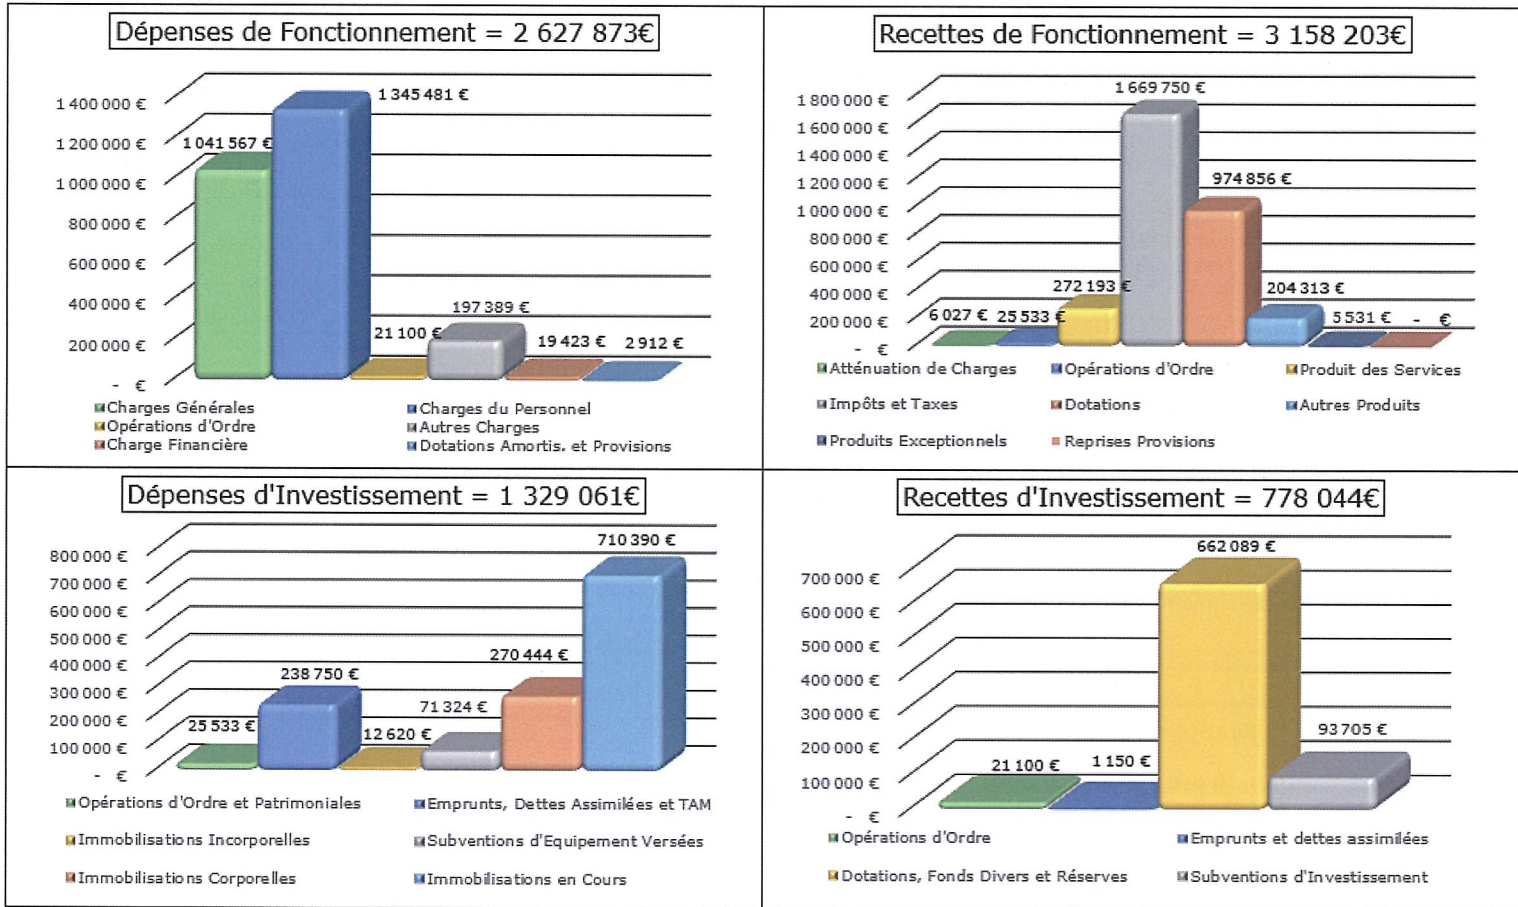 Dépenses de Fonctionnement = 2 627 873€
1 400 000 €
1 200 000 €
1 000 000 €
800 000 €
600 000 €
400 000 €
200 000 €
- €
1 041 567 €
1 345 481 €
21 100 €
197 389 €
19 423 €
2 912 €
Charges Générales
Charges du Personnel
Opérations d'Ordre
Autres Charges
Charge Financière
Dotations Amortis. et Provisions
Recettes de Fonctionnement = 3 158 203€
1 800 000 €
1 600 000 €
1 400 000 €
1 200 000 €
1 000 000 €
800 000 €
600 000 €
400 000 €
200 000 €
- €
6 027 €
25 533 €
272 193 €
1 669 750 €
974 856 €
204 313 €
5 531 €
- €
Atténuation de Charges
Opérations d'Ordre
Produit des Services
Impôts et Taxes
Dotations
Autres Produits
Produits Exceptionnels
Reprises Provisions
Dépenses d'Investissement = 1 329 061€
800 000 €
700 000 €
600 000 €
500 000 €
400 000 €
300 000 €
200 000 €
100 000 €
- €
25 533 €
238 750 €
12 620 €
71 324 €
270 444 €
710 390 €
Opérations d'Ordre et Patrimoniales
Emprunts, Dettes Assimilées et TAM
Immobilisations Incorporelles
Subventions d'Equipement Versées
Immobilisations Corporelles
Immobilisations en Cours
Recettes d'Investissement = 778 044€
700 000 €
600 000 €
500 000 €
400 000 €
300 000 €
200 000 €
100 000 €
- €
21 100 €
1 150 €
662 089 €
93 705 €
Opérations d'Ordre
Emprunts et dettes assimilées
Dotations, Fonds Divers et Réserves
Subventions d'Investissement